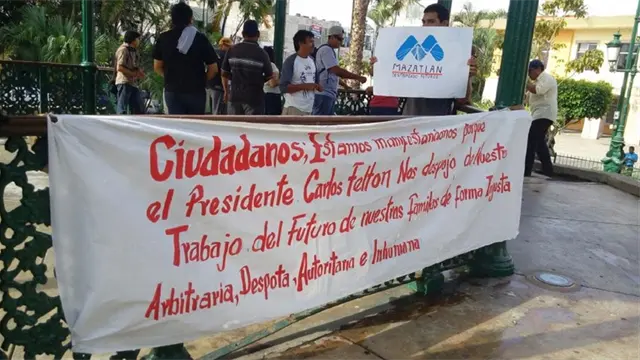 MAZATLÁN
Ciudadanos; Estamos manifestandonos porque
el Presidente Carlos Felton Nos despojo de Nuestro
Trabajo del Futuro de nuestras Familias de forma Injusta
Arbitraria, Despota, Autoritaria e Inhumana